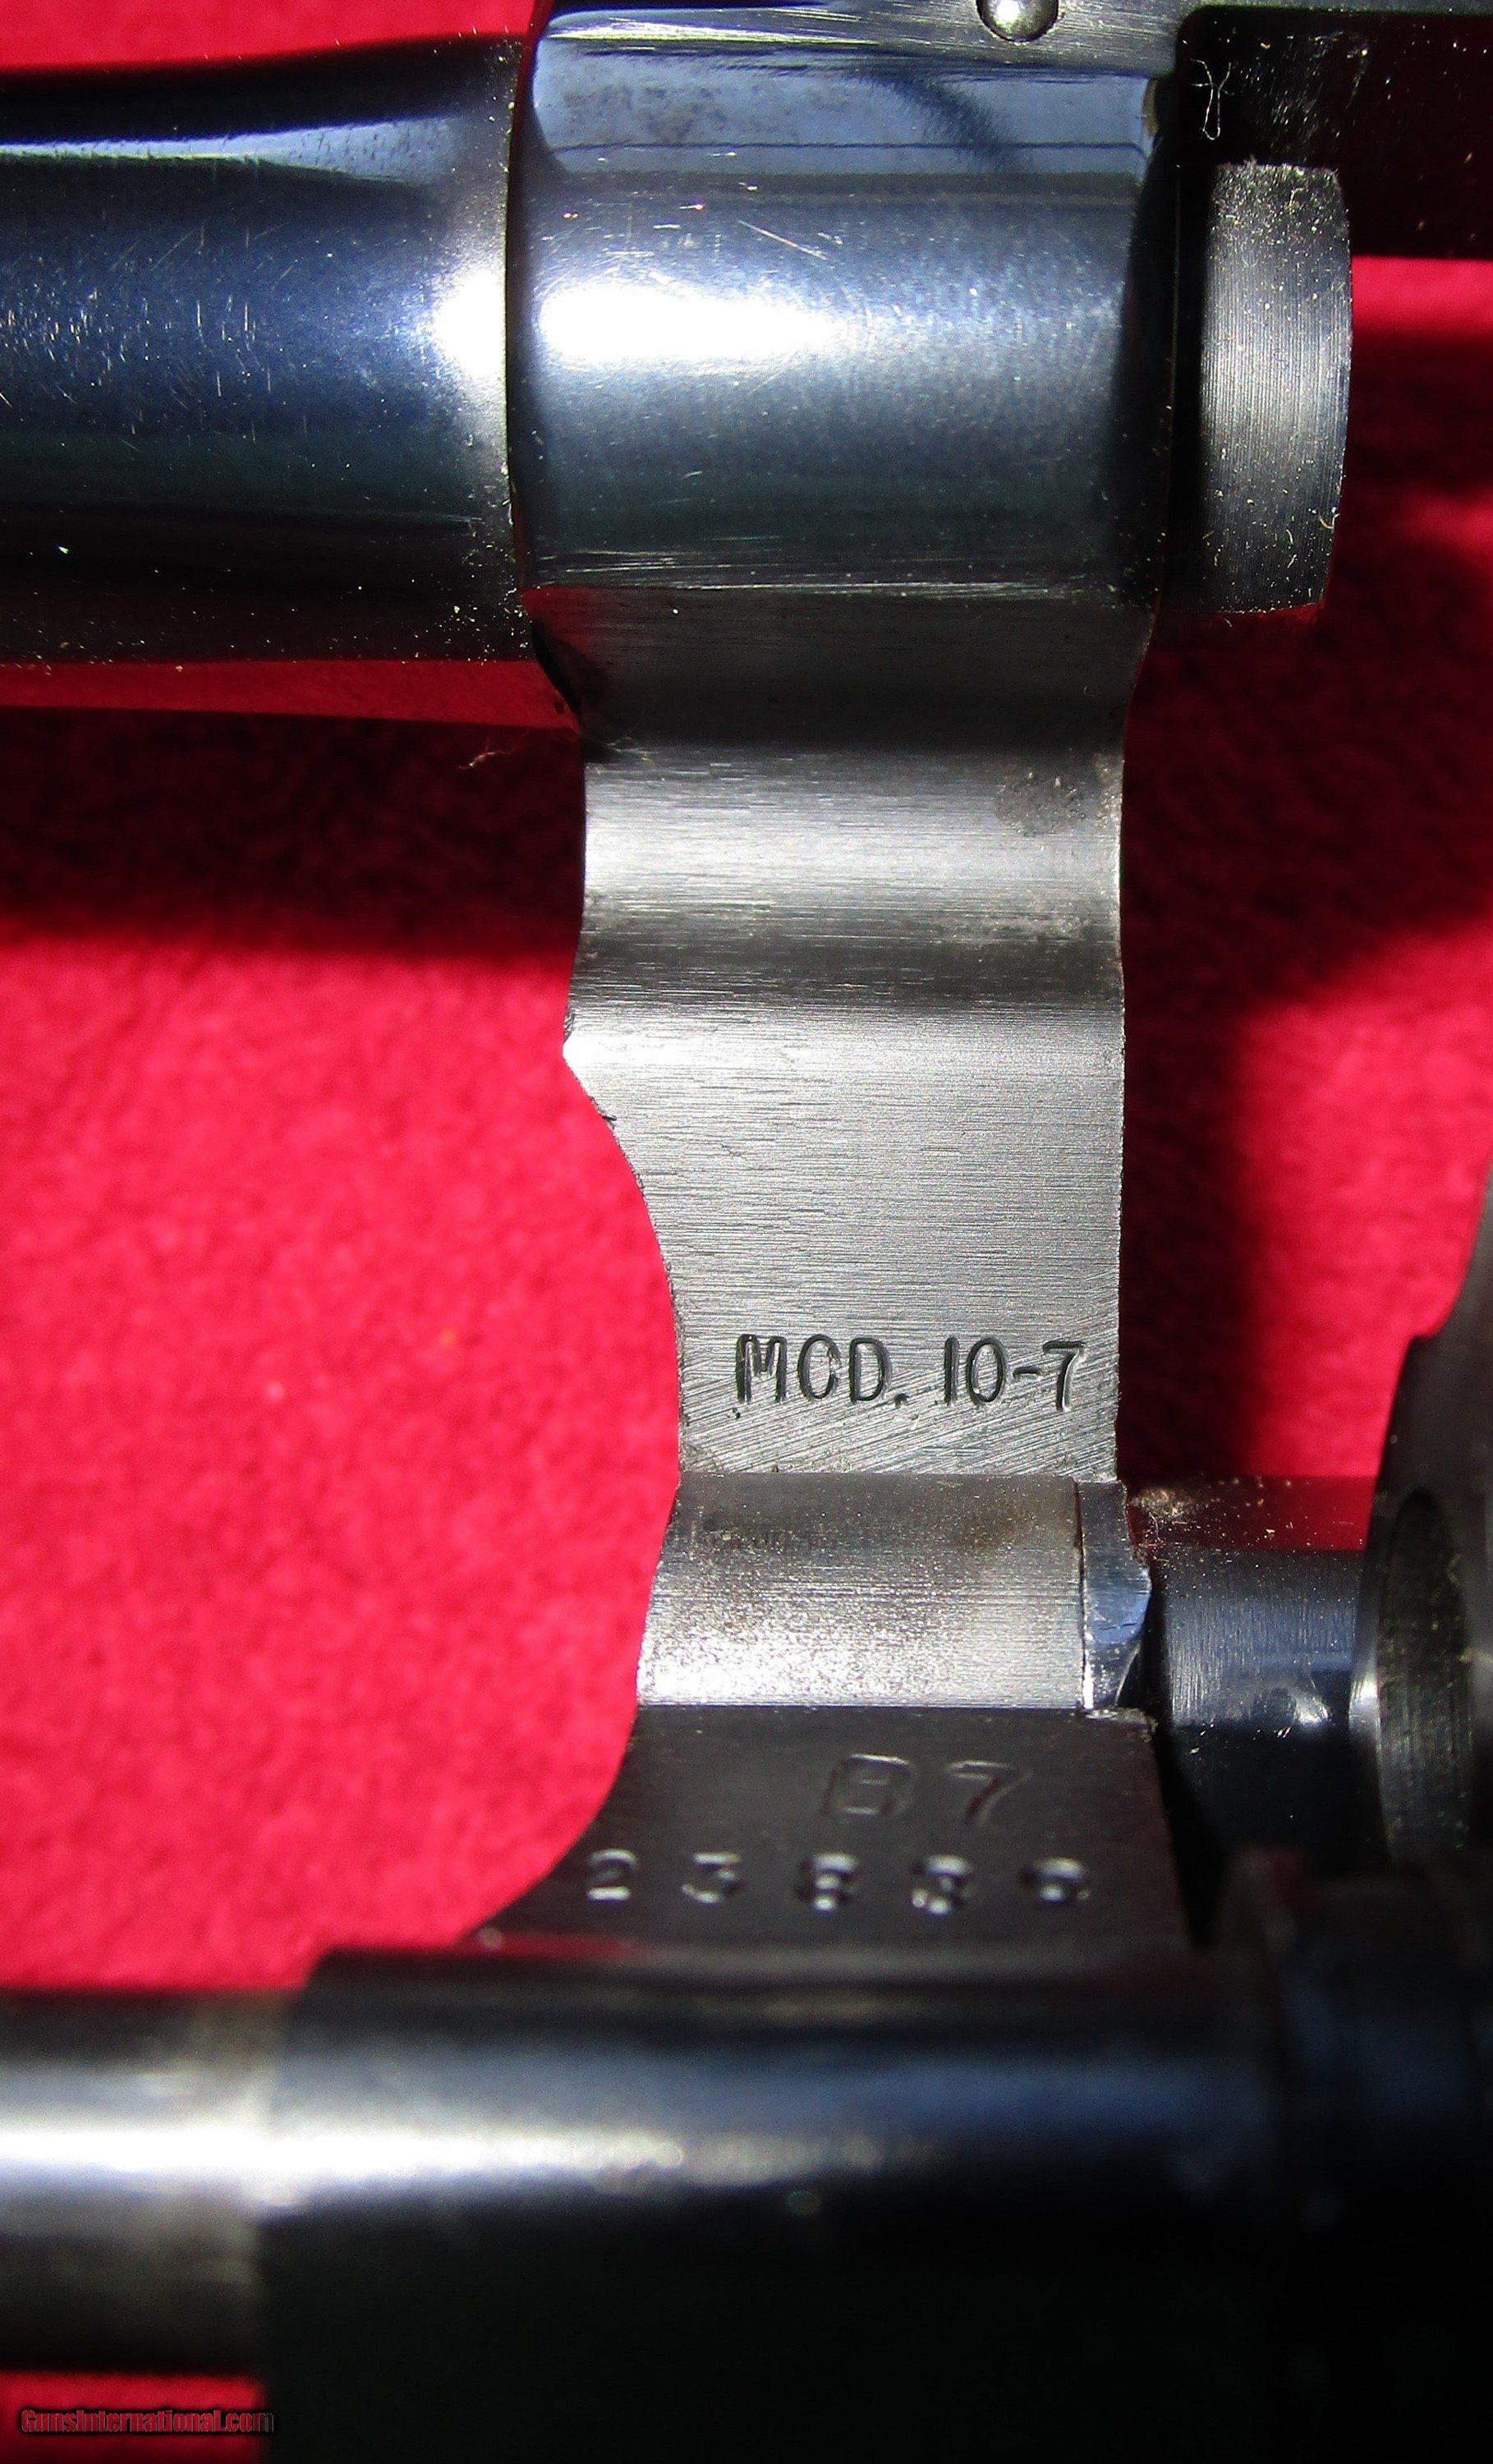 MOD. 10-7
B7
GunsInternational.com